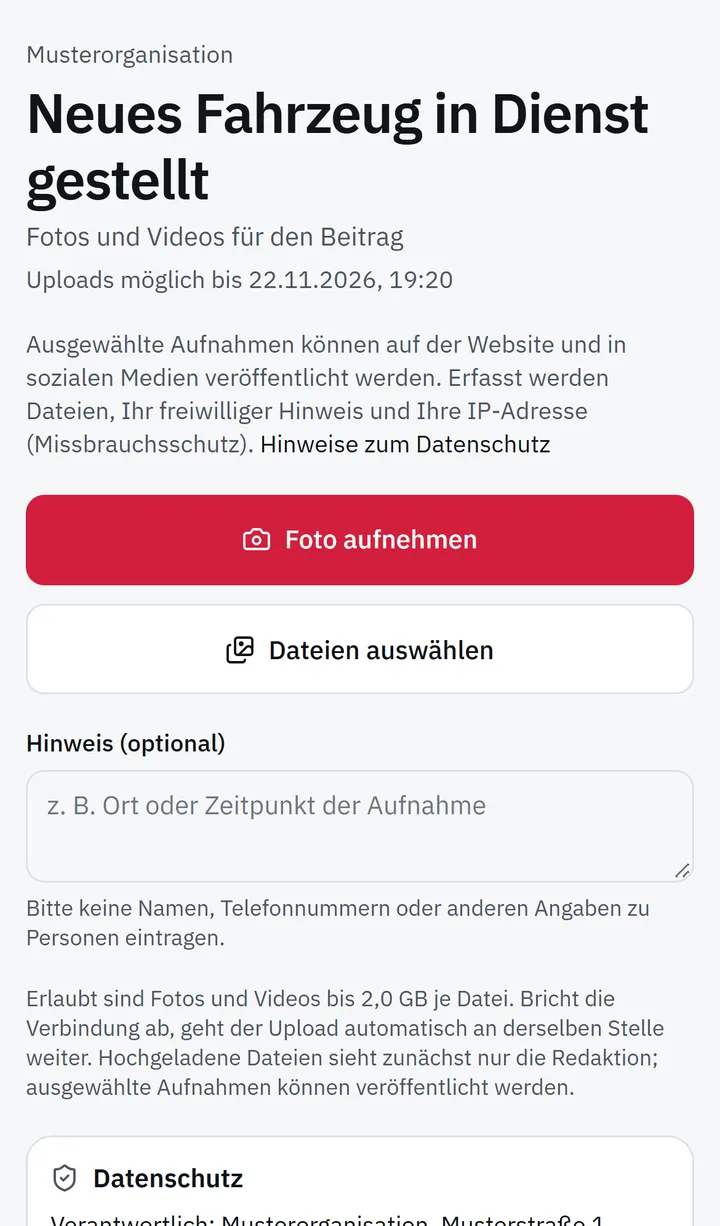 Musterorganisation
Neues Fahrzeug in Dienst
gestellt
Fotos und Videos für den Beitrag
Uploads möglich bis 22.11.2026, 19:20
Ausgewählte Aufnahmen können auf der Website und in
sozialen Medien veröffentlicht werden. Erfasst werden
Dateien, Ihr freiwilliger Hinweis und Ihre IP-Adresse
(Missbrauchsschutz). Hinweise zum Datenschutz
Foto aufnehmen
Dateien auswählen
Hinweis (optional)
z. B. Ort oder Zeitpunkt der Aufnahme
Bitte keine Namen, Telefonnummern oder anderen Angaben zu
Personen eintragen.
Erlaubt sind Fotos und Videos bis 2,0 GB je Datei. Bricht die
Verbindung ab, geht der Upload automatisch an derselben Stelle
weiter. Hochgeladene Dateien sieht zunächst nur die Redaktion;
ausgewählte Aufnahmen können veröffentlicht werden.
Datenschutz
Verantwortlich: Musterorganisation, Musterstraße 1